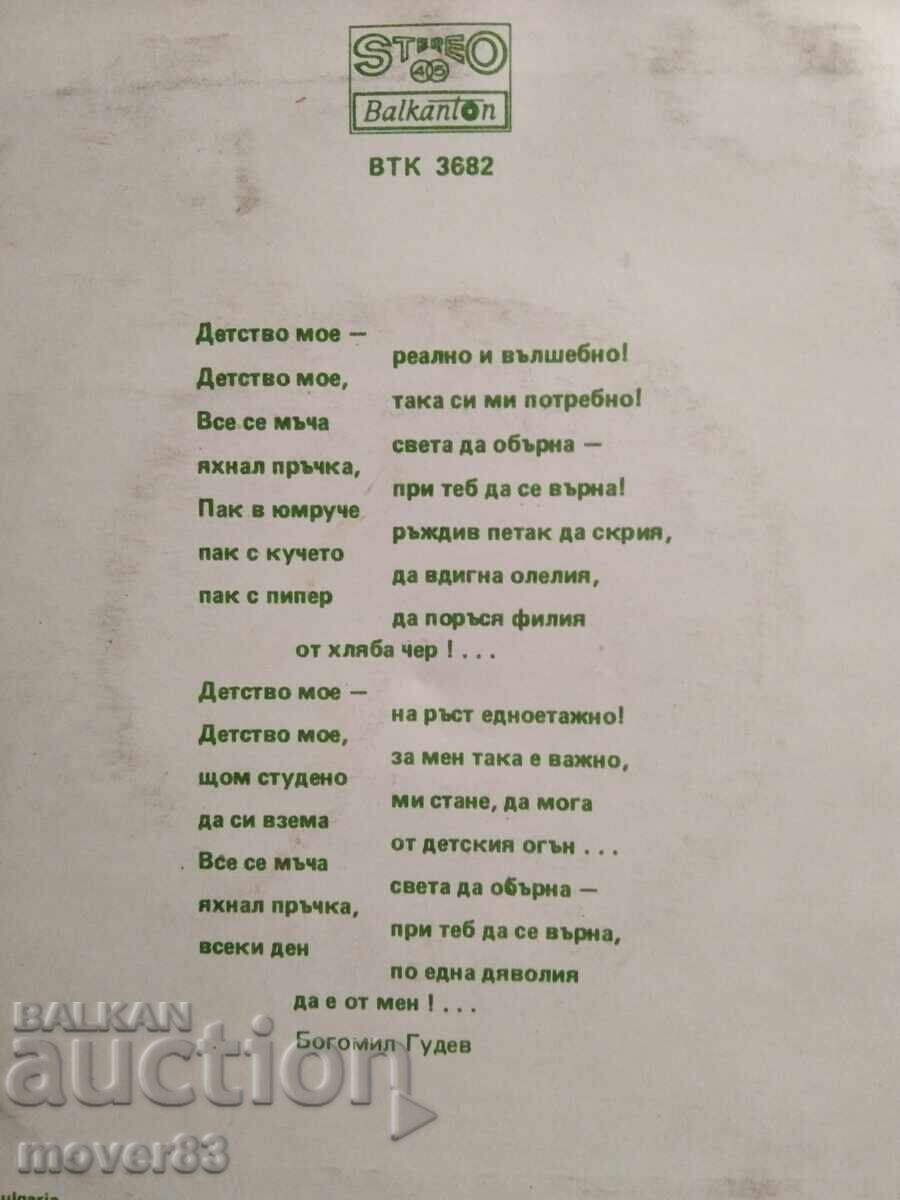 STEREO
45
Balkanton
ВТК 3682
Детство мое —
реално и вълшебно!
Детство мое,
така си ми потребно!
Все се мъча
света да обърна —
яхнал пръчка,
при теб да се върна!
Пак в юмруче
ръждив петак да скрия,
пак с кучето
да вдигна олелия,
пак с пипер
да поръся филия
от хляба чер ! . . .
Детство мое —
на ръст едноетажно!
Детство мое,
за мен така е важно,
щом студено
ми стане, да мога
да си взема
от детския огън . . .
Все се мъча
света да обърна —
яхнал пръчка,
при теб да се върна,
всеки ден
по една дяволия
да е от мен ! . . .
Богомил Гудев
BALKAN
auction
mover83